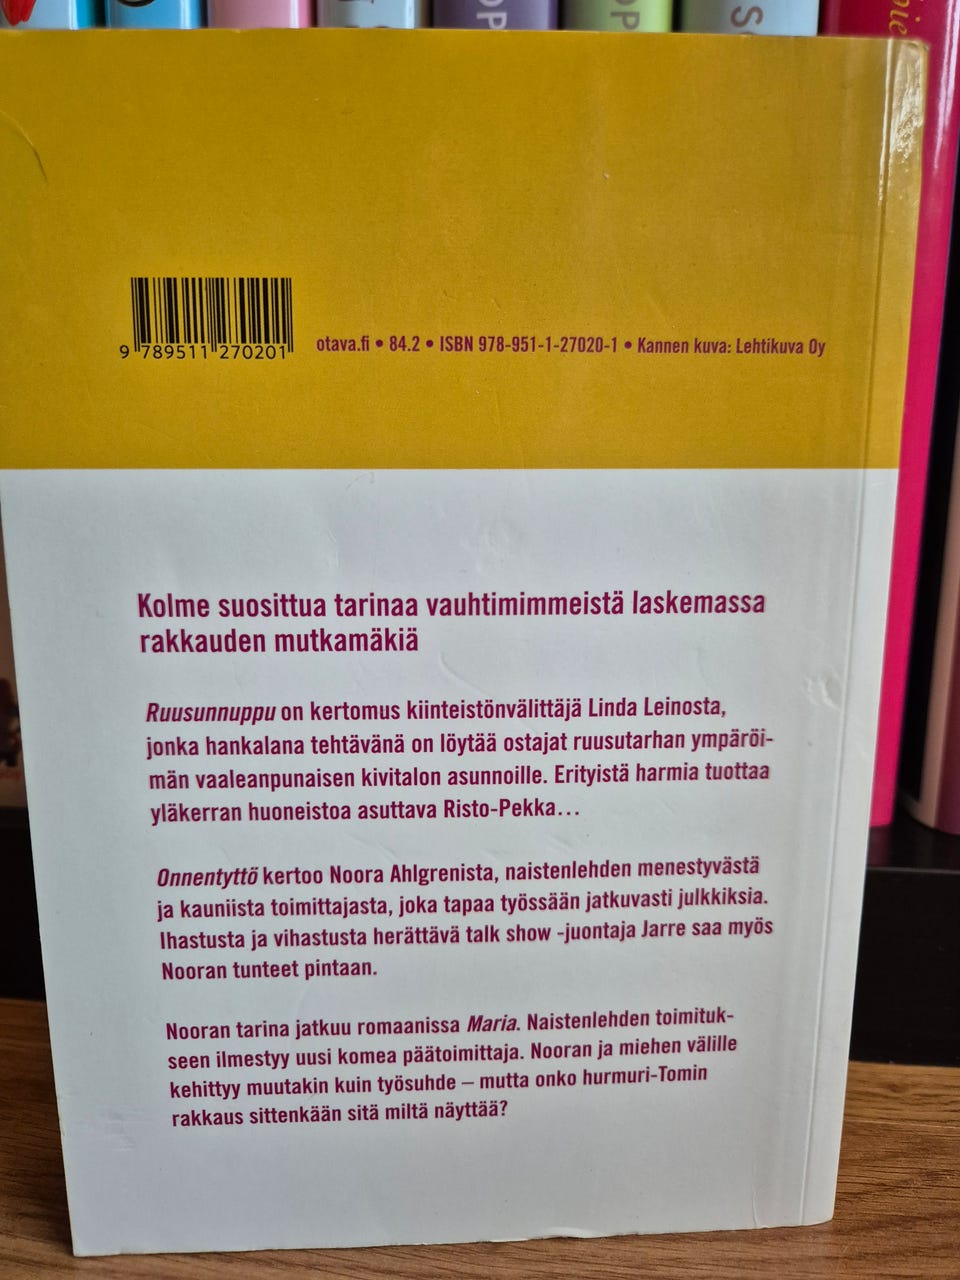 9 789511 270201
otava.fi • 84.2 • ISBN 978-951-1-27020-1 • Kannen kuva: Lehtikuva Oy
Kolme suosittua tarinaa vauhtimimmeistä laskemassa
rakkauden mutkamäkiä
Ruusunnuppu on kertomus kiinteistönvälittäjä Linda Leinosta,
jonka hankalana tehtävänä on löytää ostajat ruusutarhan ympäröi-
män vaaleanpunaisen kivitalon asunnoille. Erityistä harmia tuottaa
yläkerran huoneistoa asuttava Risto-Pekka...
Onnentyttö kertoo Noora Ahlgrenista, naistenlehden menestyvästä
ja kauniista toimittajasta, joka tapaa työssään jatkuvasti julkkiksia.
Ihastusta ja vihastusta herättävä talk show -juontaja Jarre saa myös
Nooran tunteet pintaan.
Nooran tarina jatkuu romaanissa Maria. Naistenlehden toimituk-
seen ilmestyy uusi komea päätoimittaja. Nooran ja miehen välille
kehittyy muutakin kuin työsuhde – mutta onko hurmuri-Tomin
rakkaus sittenkään sitä miltä näyttää?